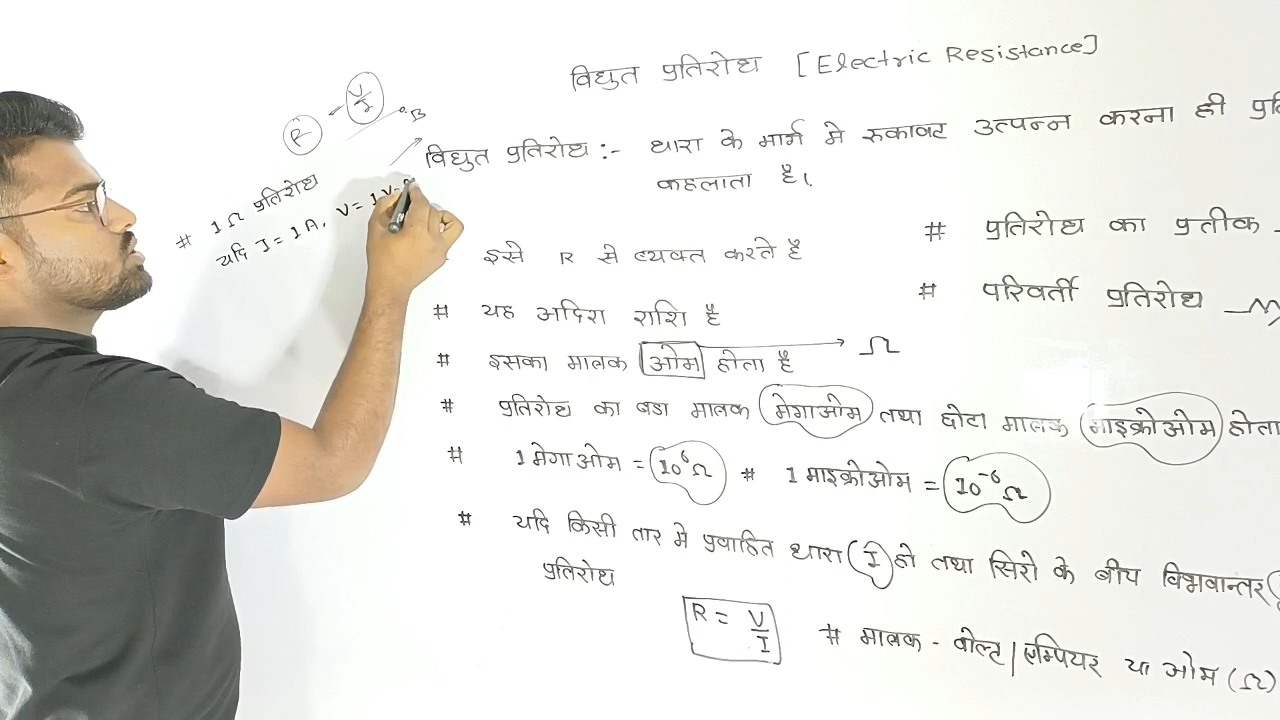 विद्युत प्रतिरोध [Electric Resistance]
R = V/I
B
विद्युत प्रतिरोध :- धारा के मार्ग मे रुकावट उत्पन्न करना ही
कहलाता है।
# 1Ω प्रतिरोध
यदि I = 1A, V = 1V
# प्रतिरोध का प्रतीक
इसे R से व्यक्त करते है
# परिवर्ती प्रतिरोध
# यह अदिश राशि है
# इसका मात्रक ओम होता है → Ω
# प्रतिरोध का बडा मात्रक मेगाओम तथा छोटा मात्रक माइक्रोओम होता
# 1 मेगाओम = 10⁶ Ω # 1 माइक्रोओम = 10⁻⁶ Ω
# यदि किसी तार मे प्रवाहित धारा I हो तथा सिरो के बीच विभवान्तर
प्रतिरोध
R = V/I # मात्रक - वोल्ट/एम्पियर या ओम (Ω)